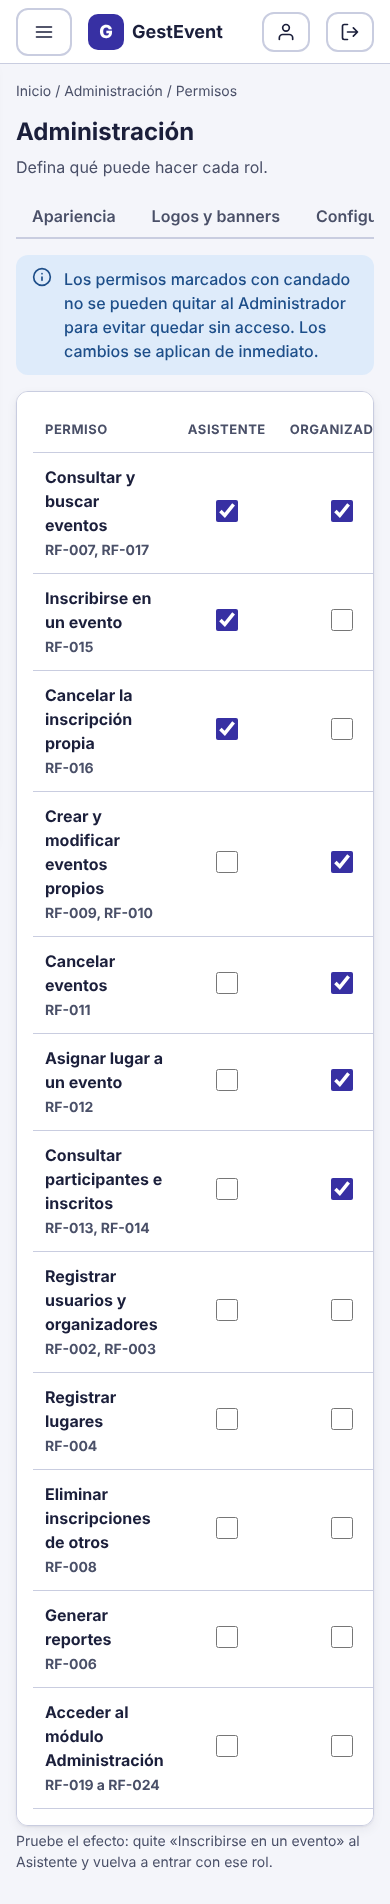 G GestEvent
Inicio / Administración / Permisos
Administración
Defina qué puede hacer cada rol.
Apariencia Logos y banners Configu
Los permisos marcados con candado
no se pueden quitar al Administrador
para evitar quedar sin acceso. Los
cambios se aplican de inmediato.
PERMISO ASISTENTE ORGANIZAD
Consultar y
buscar
eventos
RF-007, RF-017
Inscribirse en
un evento
RF-015
Cancelar la
inscripción
propia
RF-016
Crear y
modificar
eventos
propios
RF-009, RF-010
Cancelar
eventos
RF-011
Asignar lugar a
un evento
RF-012
Consultar
participantes e
inscritos
RF-013, RF-014
Registrar
usuarios y
organizadores
RF-002, RF-003
Registrar
lugares
RF-004
Eliminar
inscripciones
de otros
RF-008
Generar
reportes
RF-006
Acceder al
módulo
Administración
RF-019 a RF-024
Pruebe el efecto: quite «Inscribirse en un evento» al
Asistente y vuelva a entrar con ese rol.